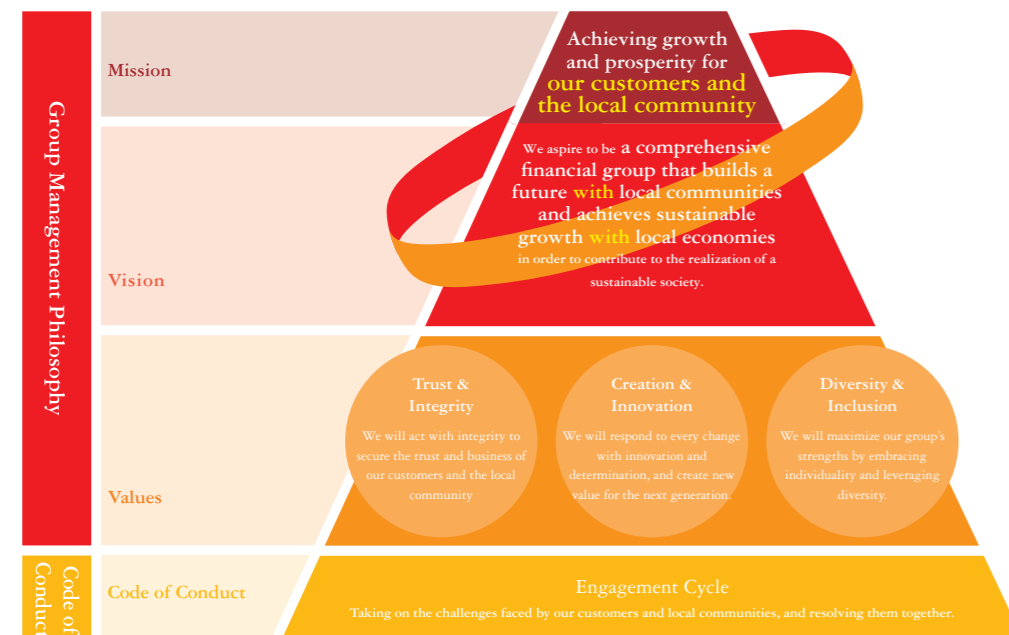 Group Management Philosophy
Mission
Achieving growth
and prosperity for
our customers and
the local community
Vision
We aspire to be a comprehensive
financial group that builds a
future with local communities
and achieves sustainable
growth with local economies
in order to contribute to the realization of a
sustainable society.
Values
Trust &
Integrity
We will act with integrity to
secure the trust and business of
our customers and the local
community
Creation &
Innovation
We will respond to every change
with innovation and
determination, and create new
value for the next generation.
Diversity &
Inclusion
We will maximize our group's
strengths by embracing
individuality and leveraging
diversity.
Code of
Conduct
Code of Conduct
Engagement Cycle
Taking on the challenges faced by our customers and local communities, and resolving them together.